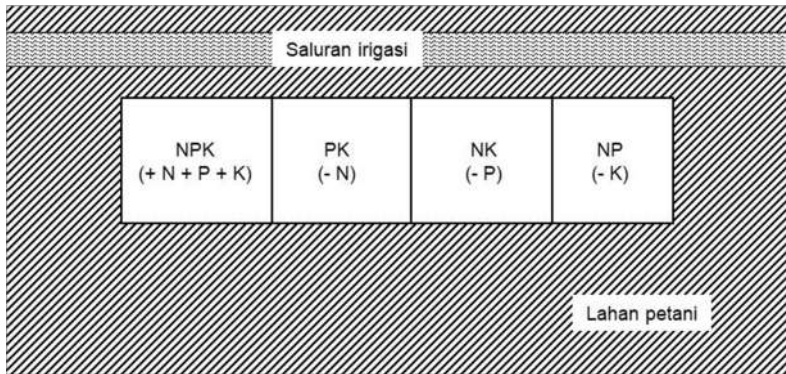 Saluran irigasi
NPK
(+ N + P + K)
PK
(- N)
NK
(- P)
NP
(- K)
Lahan petani